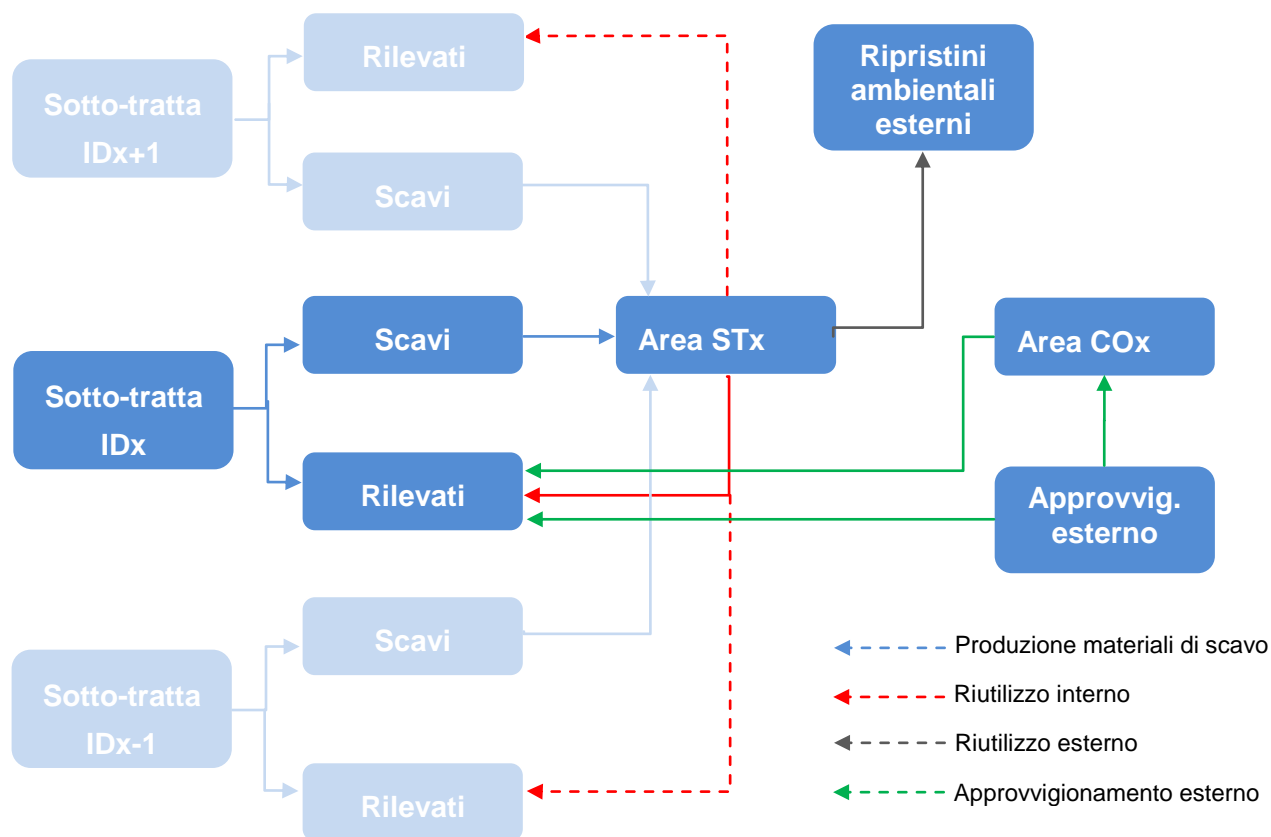 Rilevati
Ripristini
ambientali
esterni
Sotto-tratta
IDx+1
Scavi
Scavi
Area STx
Area COx
Sotto-tratta
IDx
Rilevati
Approvvig.
esterno
Scavi
Produzione materiali di scavo
Sotto-tratta
IDx-1
Riutilizzo interno
Riutilizzo esterno
Rilevati
Approvvigionamento esterno